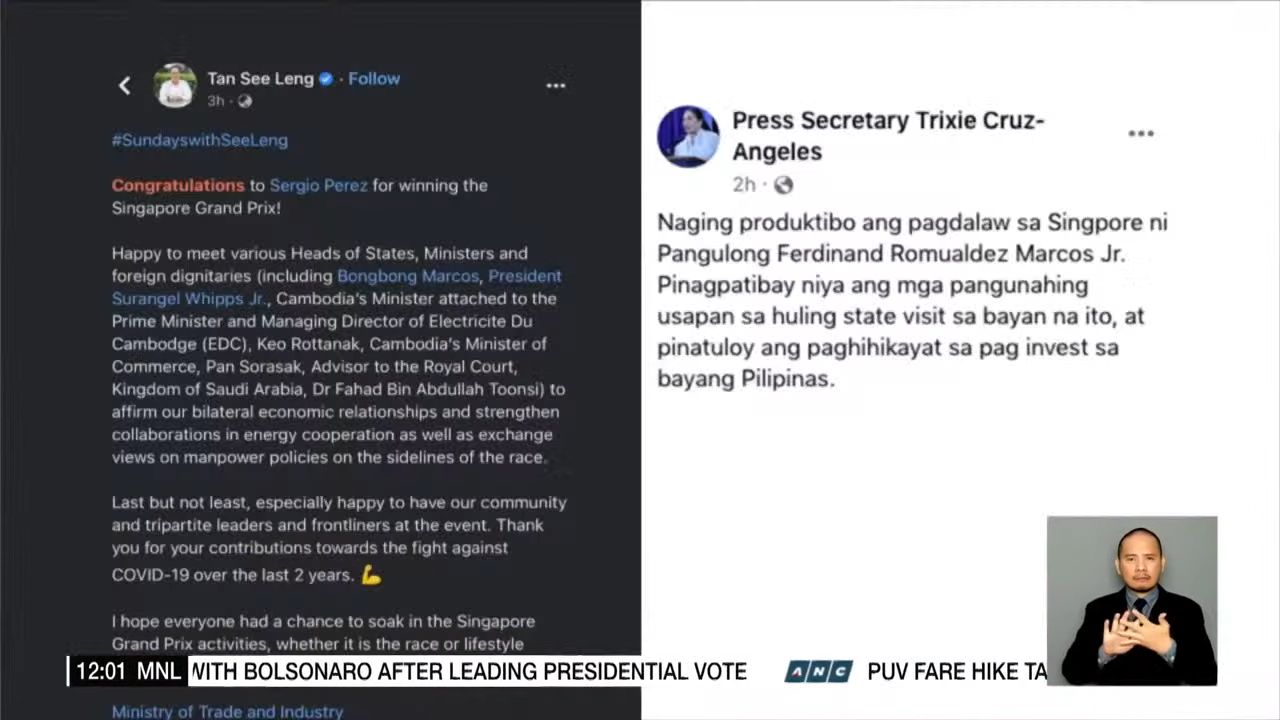 Tan See Leng · Follow
3h ·
#SundayswithSeeLeng
Congratulations to Sergio Perez for winning the
Singapore Grand Prix!
Happy to meet various Heads of States, Ministers and
foreign dignitaries (including Bongbong Marcos, President
Surangel Whipps Jr., Cambodia's Minister attached to the
Prime Minister and Managing Director of Electricite Du
Cambodge (EDC), Keo Rottanak, Cambodia's Minister of
Commerce, Pan Sorasak, Advisor to the Royal Court,
Kingdom of Saudi Arabia, Dr Fahad Bin Abdullah Toonsi) to
affirm our bilateral economic relationships and strengthen
collaborations in energy cooperation as well as exchange
views on manpower policies on the sidelines of the race.
Last but not least, especially happy to have our community
and tripartite leaders and frontliners at the event. Thank
you for your contributions towards the fight against
COVID-19 over the last 2 years. 💪
I hope everyone had a chance to soak in the Singapore
Grand Prix activities, whether it is the race or lifestyle
Ministry of Trade and Industry
Press Secretary Trixie Cruz-
Angeles
2h ·
Naging produktibo ang pagdalaw sa Singpore ni
Pangulong Ferdinand Romualdez Marcos Jr.
Pinagpatibay niya ang mga pangunahing
usapan sa huling state visit sa bayan na ito, at
pinatuloy ang paghihikayat sa pag invest sa
bayang Pilipinas.
12:01 MNL WITH BOLSONARO AFTER LEADING PRESIDENTIAL VOTE ANC PUV FARE HIKE TA